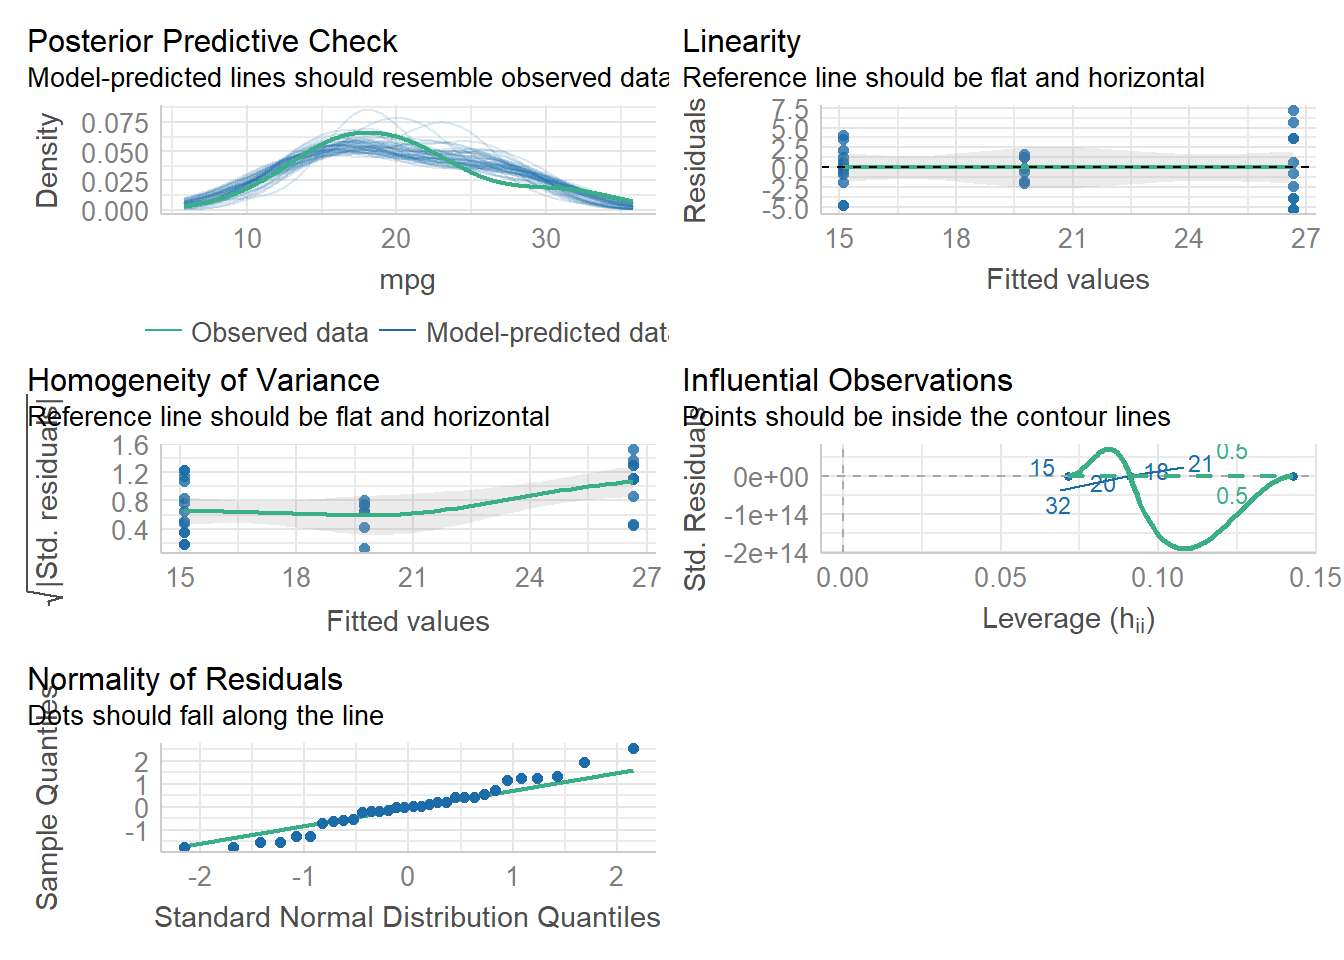 Posterior Predictive Check
Model-predicted lines should resemble observed data
Density
0.075
0.050
0.025
0.000
10 20 30
mpg
Observed data Model-predicted data
Linearity
Reference line should be flat and horizontal
Residuals
7.5
5.0
2.5
0.0
-2.5
-5.0
15 18 21 24 27
Fitted values
Homogeneity of Variance
Reference line should be flat and horizontal
√|Std. residuals|
1.6
1.2
0.8
0.4
15 18 21 24 27
Fitted values
Influential Observations
Points should be inside the contour lines
Std. Residuals
0e+00
-1e+14
-2e+14
15
20
32
18
21
0.5
0.5
0.00 0.05 0.10 0.15
Leverage (hii)
Normality of Residuals
Dots should fall along the line
Sample Quantiles
2
1
0
-1
-2 -1 0 1 2
Standard Normal Distribution Quantiles